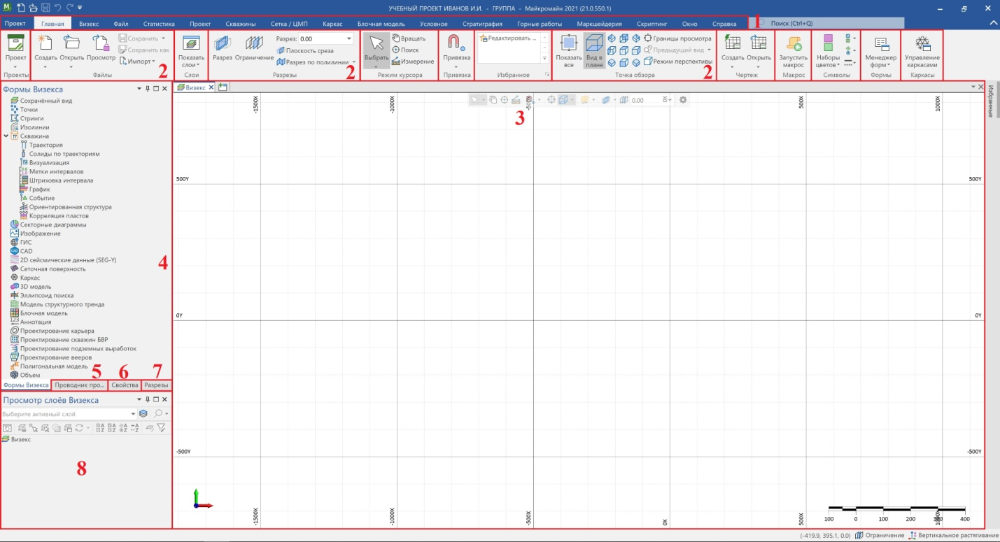 УЧЕБНЫЙ ПРОЕКТ ИВАНОВ И.И. - ГРУППА - Майкромайн 2021 (21.0.550.1)
Проект Главная Визекс Файл Статистика Проект Скважины Сетка / ЦМП Каркас Блочная модель Условное Стратиграфия Горные работы Маркшейдерия Скриптинг Окно Справка 1 Поиск (Ctrl+Q)
Проект
Проекты
Создать Открыть Просмотр
Сохранить
Сохранить как
Импорт
Файлы
2
Показать слои
Слои
Разрез Ограничение
Разрез: 0.00
Плоскость среза
Разрез по полилинии
Разрезы
2
Выбрать
Вращать
Поиск
Измерение
Режим курсора
Привязка
Привязка
Редактировать ...
Избранное
Показать все
Вид в плане
Границы просмотра
Предыдущий вид
Режим перспективы
Точка обзора
2
Создать Открыть
Чертеж
Запустить макрос
Макрос
Наборы цветов
Символы
Менеджер форм
Формы
Управление каркасами
Каркасы
Формы Визекса
Сохранённый вид
Точки
Стринги
Изолинии
Скважина
Траектория
Солиды по траекториям
Визуализация
Метки интервалов
Штриховка интервала
График
Событие
Ориентированная структура
Корреляция пластов
Секторные диаграммы
Изображение
ГИС
CAD
2D сейсмические данные (SEG-Y)
Сеточная поверхность
Каркас
3D модель
Эллипсоид поиска
Модель структурного тренда
Блочная модель
Аннотация
Проектирование карьера
Проектирование скважин БВР
Проектирование подземных выработок
Проектирование вееров
Полигональная модель
Объем
4
5 6 7
Формы Визекса Проводник про... Свойства Разрезы
Просмотр слоёв Визекса
Выберите активный слой
Визекс
8
Визекс
0.00
3
-1500X -1000X -500X 500X 1000X
500Y 500Y
0Y 0Y
-500Y -500Y
-1500X -1000X -500X 0X 500X 1000X
100 0 100 200 300 400
Избранные
(-419.9, 395.1, 0.0) Ограничение Вертикальное растягивание